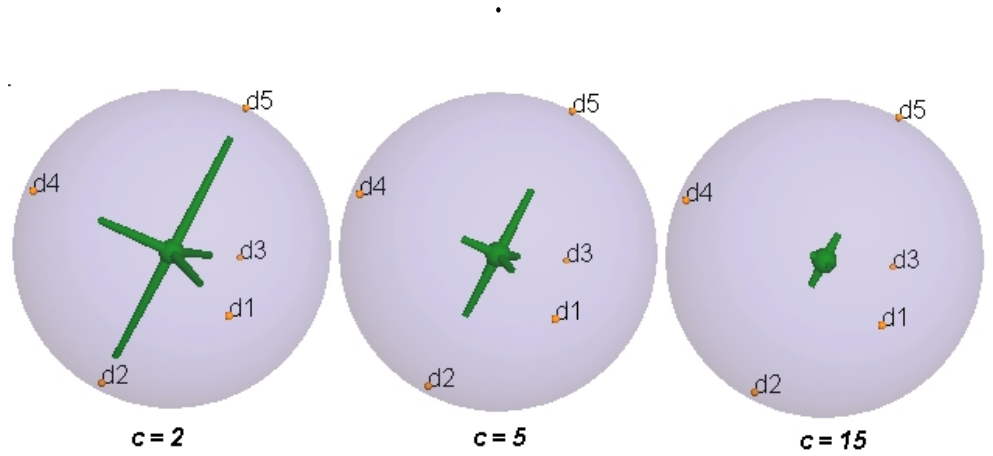 d5 d5 d5
d4 d4 d4
d3 d3 d3
d1 d1 d1
d2 d2 d2
c = 2 c = 5 c = 15